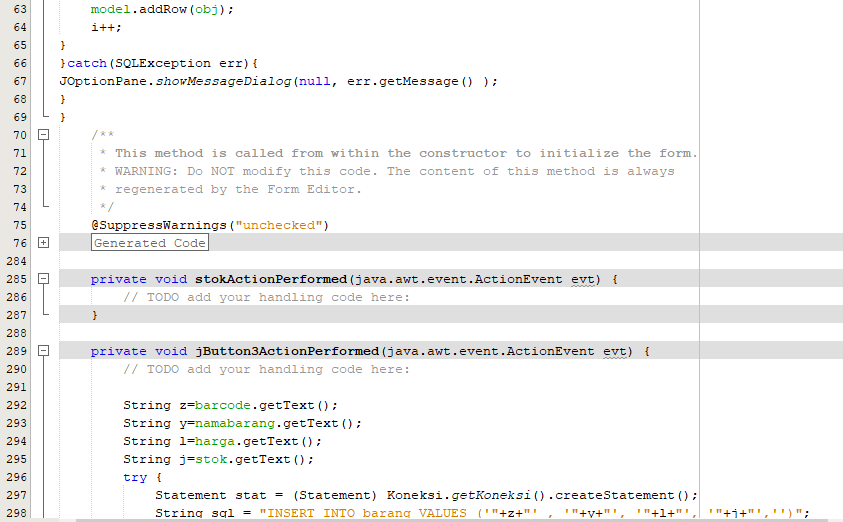 63 model.addRow(obj);
64 i++;
65 }
66 }catch(SQLException err){
67 JOptionPane.showMessageDialog(null, err.getMessage() );
68 }
69 }
70 /**
71 * This method is called from within the constructor to initialize the form.
72 * WARNING: Do NOT modify this code. The content of this method is always
73 * regenerated by the Form Editor.
74 */
75 @SuppressWarnings("unchecked")
76 Generated Code
284
285 private void stokActionPerformed(java.awt.event.ActionEvent evt) {
286 // TODO add your handling code here:
287 }
288
289 private void jButton3ActionPerformed(java.awt.event.ActionEvent evt) {
290 // TODO add your handling code here:
291
292 String z=barcode.getText();
293 String y=namabarang.getText();
294 String l=harga.getText();
295 String j=stok.getText();
296 try {
297 Statement stat = (Statement) Koneksi.getKoneksi().createStatement();
298 String sql = "INSERT INTO barang VALUES ('"+z+"' , '"+y+"', '"+l+"', '"+j+"','')";